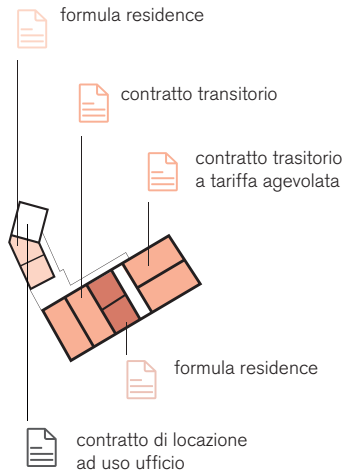 formula residence
contratto transitorio
contratto trasitorio
a tariffa agevolata
formula residence
contratto di locazione
ad uso ufficio